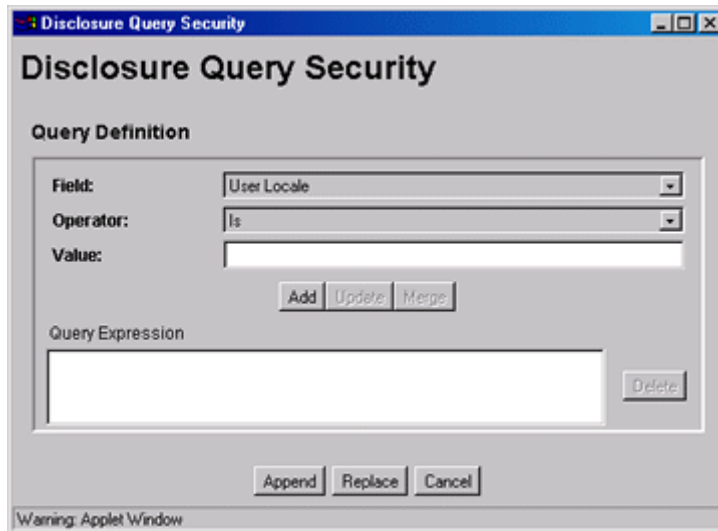 Disclosure Query Security
Disclosure Query Security
Query Definition
Field: User Locale
Operator: Is
Value:
Add Update Merge
Query Expression
Delete
Append Replace Cancel
Warning: Applet Window